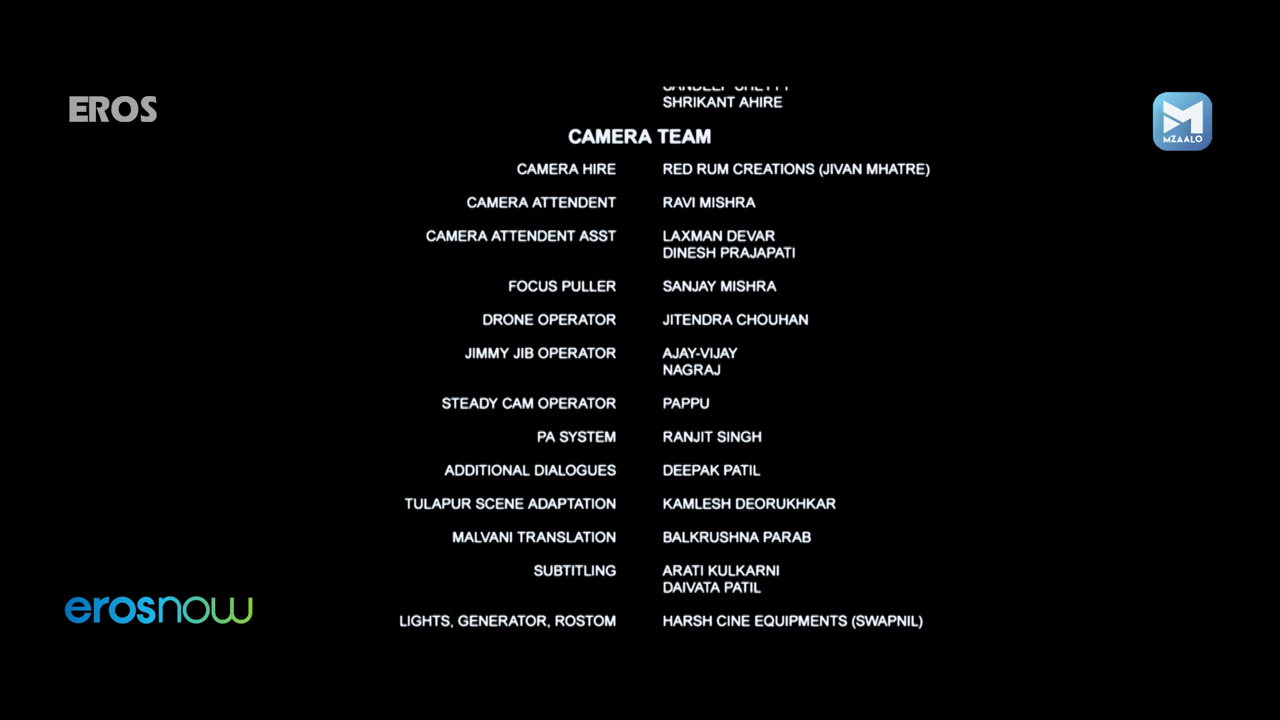 EROS
MZAALO
SHRIKANT AHIRE
CAMERA TEAM
CAMERA HIRE RED RUM CREATIONS (JIVAN MHATRE)
CAMERA ATTENDENT RAVI MISHRA
CAMERA ATTENDENT ASST LAXMAN DEVAR
DINESH PRAJAPATI
FOCUS PULLER SANJAY MISHRA
DRONE OPERATOR JITENDRA CHOUHAN
JIMMY JIB OPERATOR AJAY-VIJAY
NAGRAJ
STEADY CAM OPERATOR PAPPU
PA SYSTEM RANJIT SINGH
ADDITIONAL DIALOGUES DEEPAK PATIL
TULAPUR SCENE ADAPTATION KAMLESH DEORUKHKAR
MALVANI TRANSLATION BALKRUSHNA PARAB
SUBTITLING ARATI KULKARNI
DAIVATA PATIL
LIGHTS, GENERATOR, ROSTOM HARSH CINE EQUIPMENTS (SWAPNIL)
erosnow